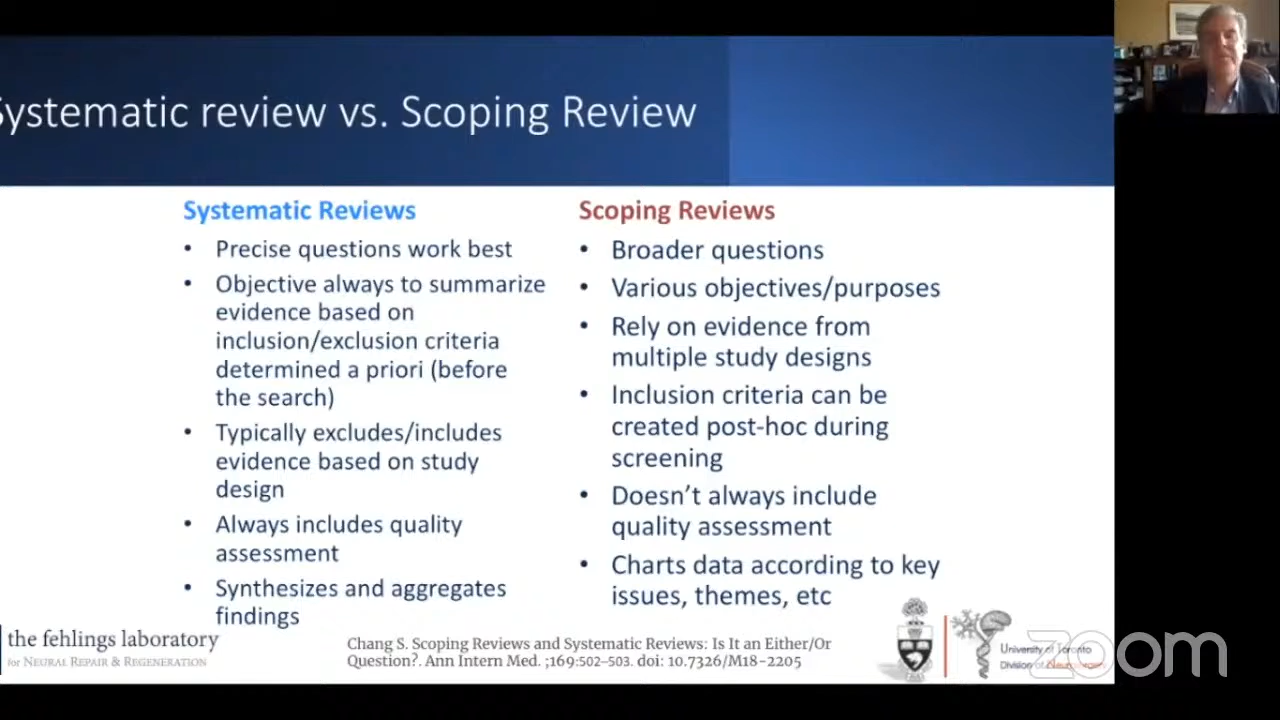 ystematic review vs. Scoping Review
Systematic Reviews
• Precise questions work best
• Objective always to summarize
evidence based on
inclusion/exclusion criteria
determined a priori (before
the search)
• Typically excludes/includes
evidence based on study
design
• Always includes quality
assessment
• Synthesizes and aggregates
findings
Scoping Reviews
• Broader questions
• Various objectives/purposes
• Rely on evidence from
multiple study designs
• Inclusion criteria can be
created post-hoc during
screening
• Doesn't always include
quality assessment
• Charts data according to key
issues, themes, etc
the fehlings laboratory
for NEURAL REPAIR & REGENERATION
Chang S. Scoping Reviews and Systematic Reviews: Is It an Either/Or
Question?. Ann Intern Med. ;169:502–503. doi: 10.7326/M18-2205
University of Toronto
Division of
zoom